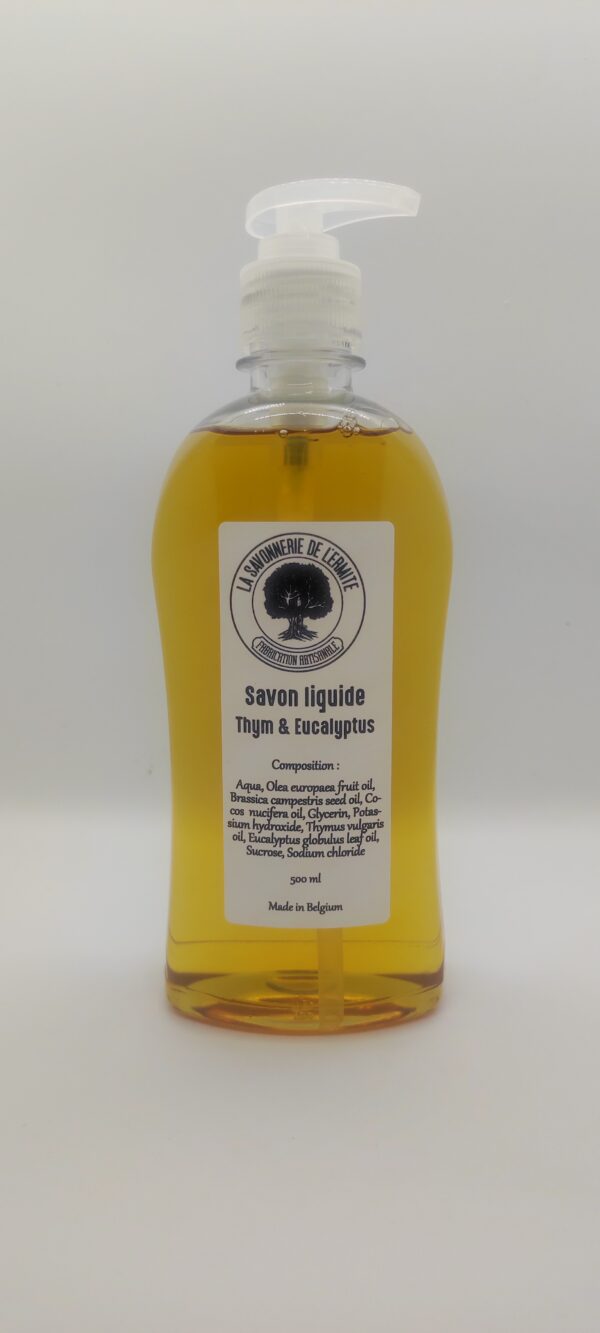 LA SAVONNERIE DE L'ERMITE
FABRICATION ARTISANALE
Savon liquide
Thym & Eucalyptus
Composition :
Aqua, Olea europaea fruit oil,
Brassica campestris seed oil, Co-
cos nucifera oil, Glycerin, Potas-
sium hydroxide, Thymus vulgaris
oil, Eucalyptus globulus leaf oil,
Sucrose, Sodium chloride
500 ml
Made in Belgium